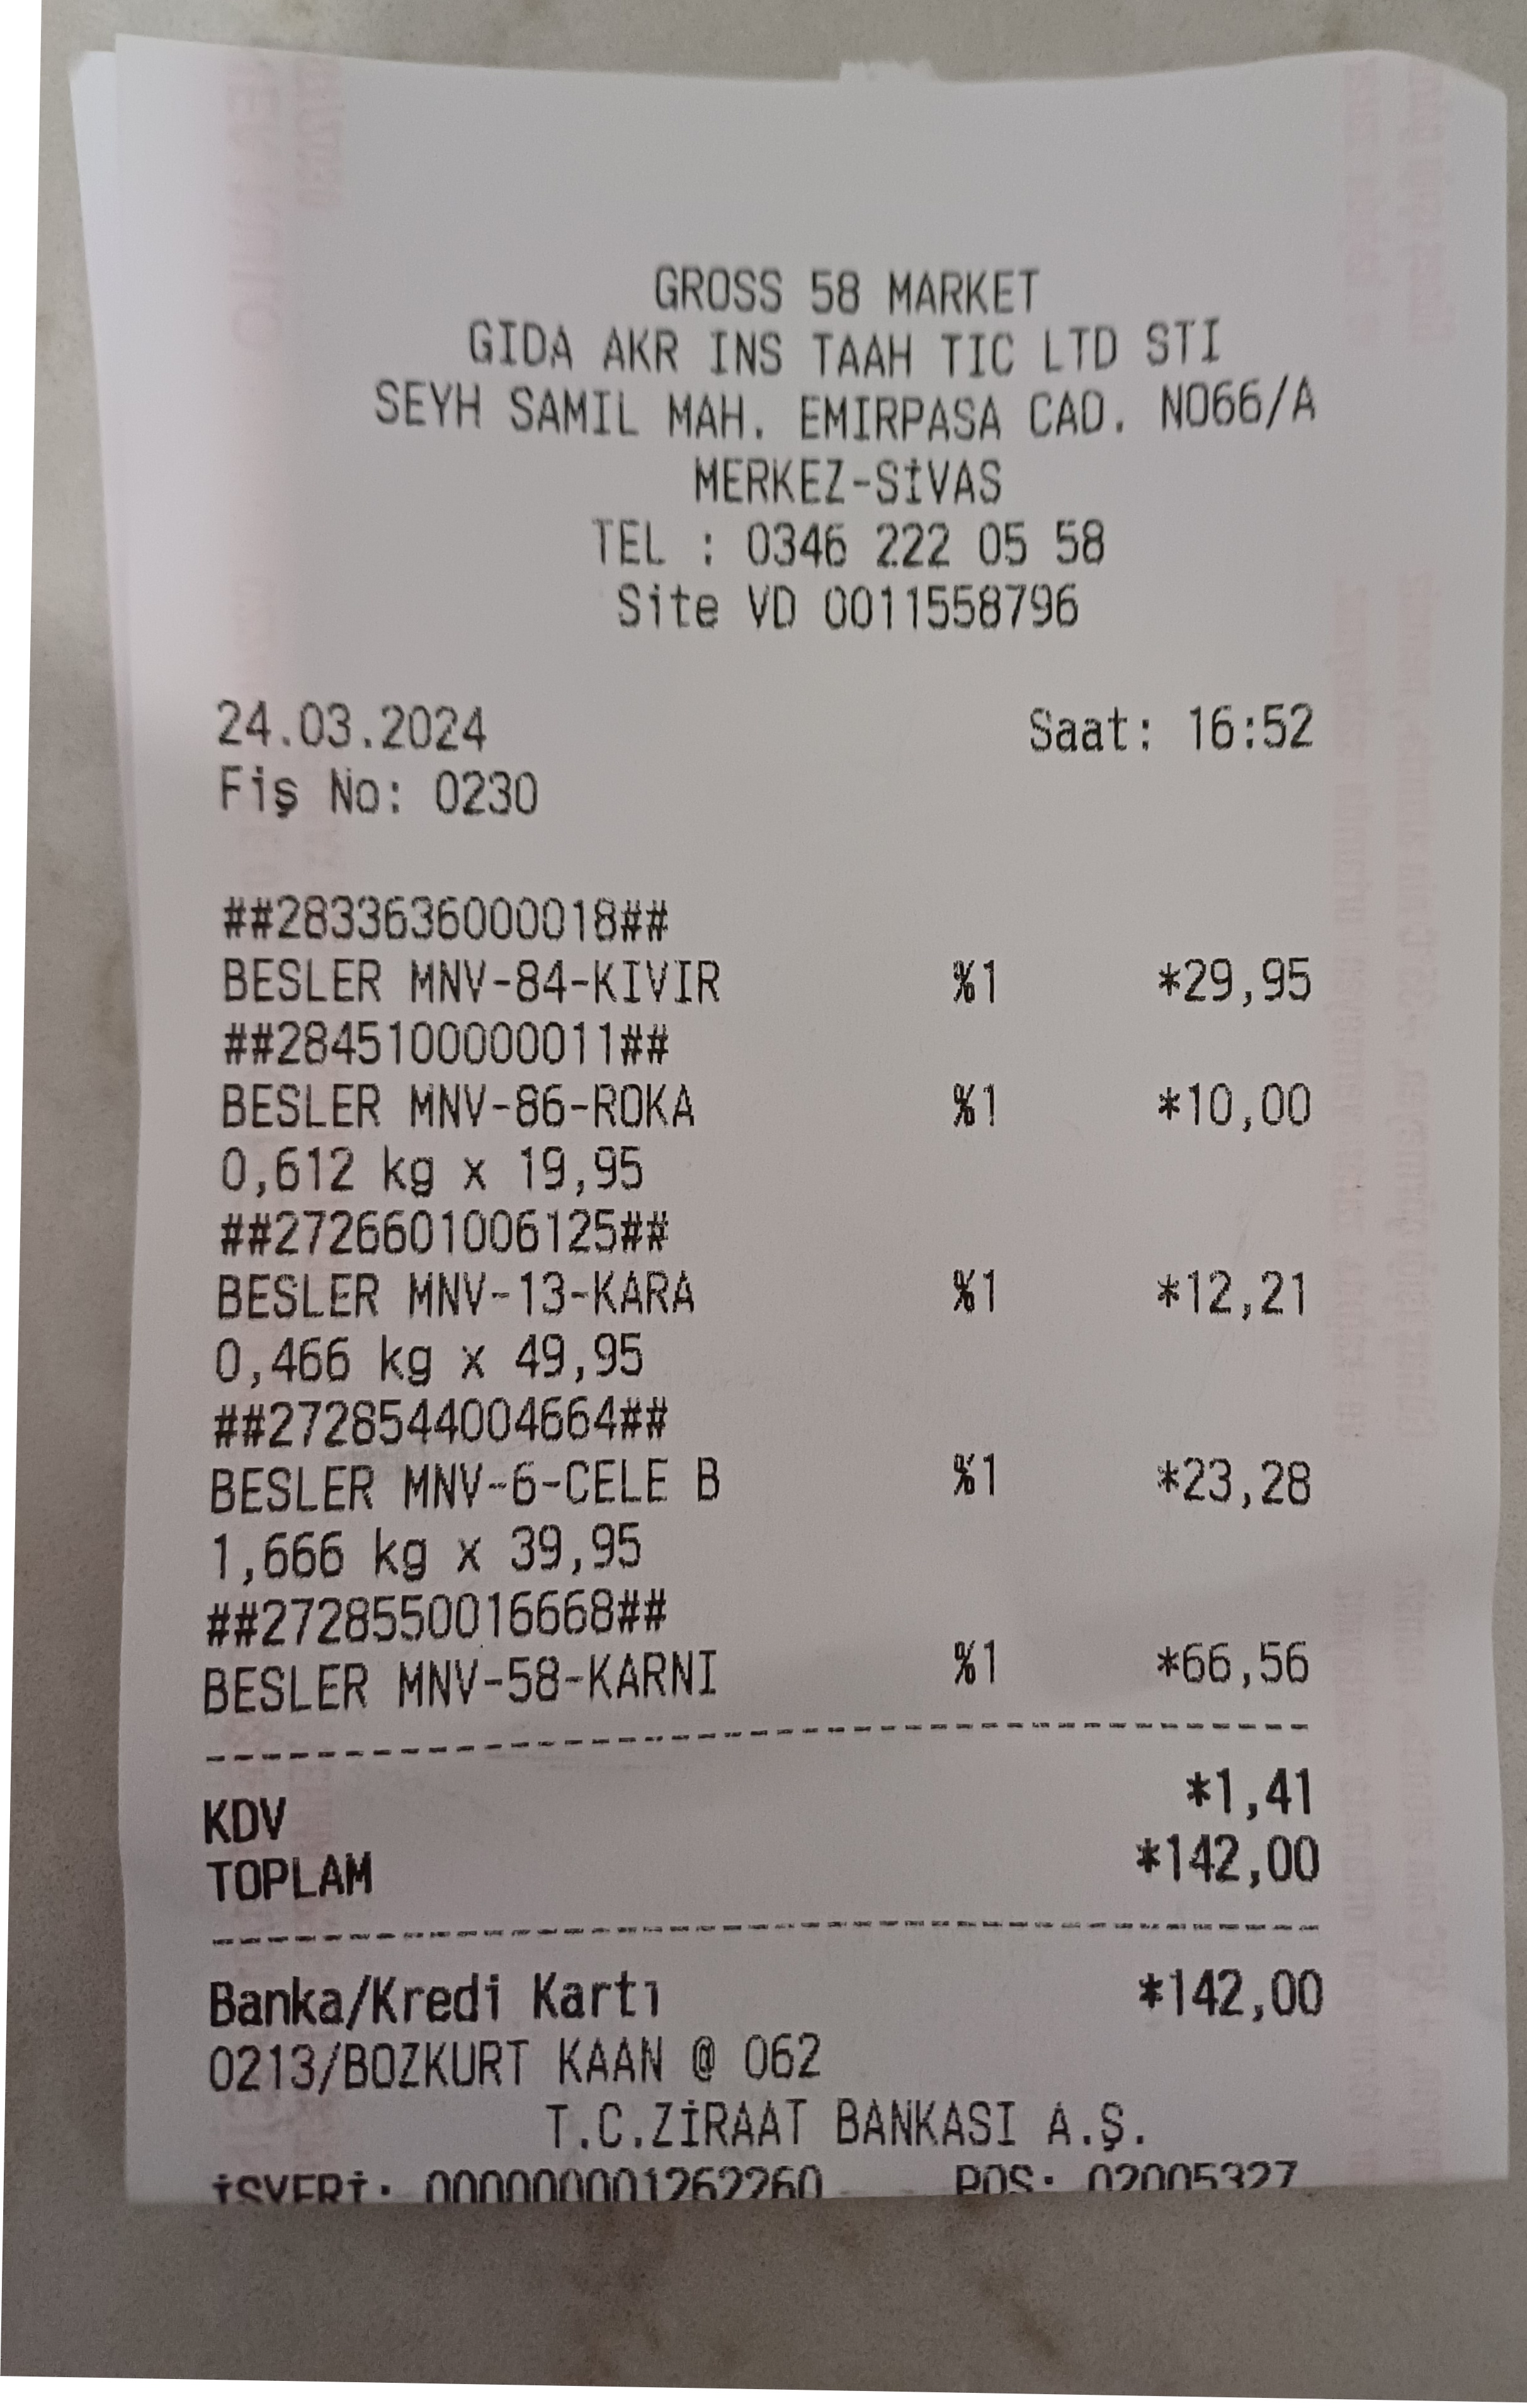 GROSS 58 MARKET
GIDA AKR INS TAAH TIC LTD STI
SEYH SAMIL MAH. EMIRPASA CAD. NO66/A
MERKEZ-SİVAS
TEL : 0346 222 05 58
Site VD 0011558796
24.03.2024 Saat: 16:52
Fiş No: 0230
##2833636000018##
BESLER MNV-84-KIVIR %1 *29,95
##2845100000011##
BESLER MNV-86-ROKA %1 *10,00
0,612 kg x 19,95
##2726601006125##
BESLER MNV-13-KARA %1 *12,21
0,466 kg x 49,95
##2728544004664##
BESLER MNV-6-CELE B %1 *23,28
1,666 kg x 39,95
##2728550016668##
BESLER MNV-58-KARNI %1 *66,56
KDV *1,41
TOPLAM *142,00
Banka/Kredi Kartı *142,00
0213/BOZKURT KAAN @ 062
T.C.ZİRAAT BANKASI A.Ş.
İŞYERİ: 000000001262260 POS: 02005327